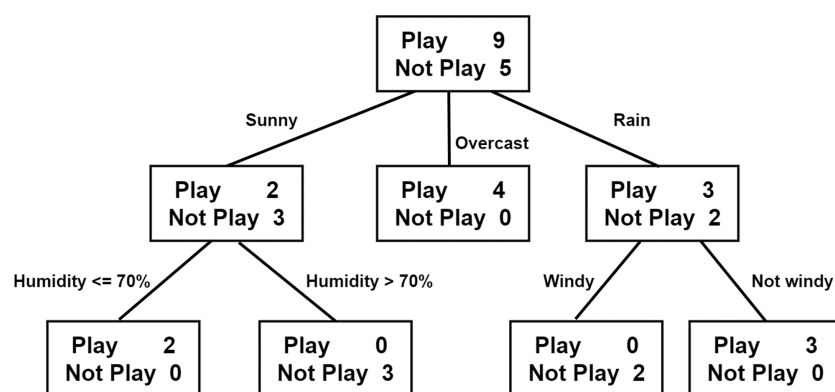 Play 9
Not Play 5
Sunny
Overcast
Rain
Play 2
Not Play 3
Play 4
Not Play 0
Play 3
Not Play 2
Humidity <= 70%
Humidity > 70%
Windy
Not windy
Play 2
Not Play 0
Play 0
Not Play 3
Play 0
Not Play 2
Play 3
Not Play 0